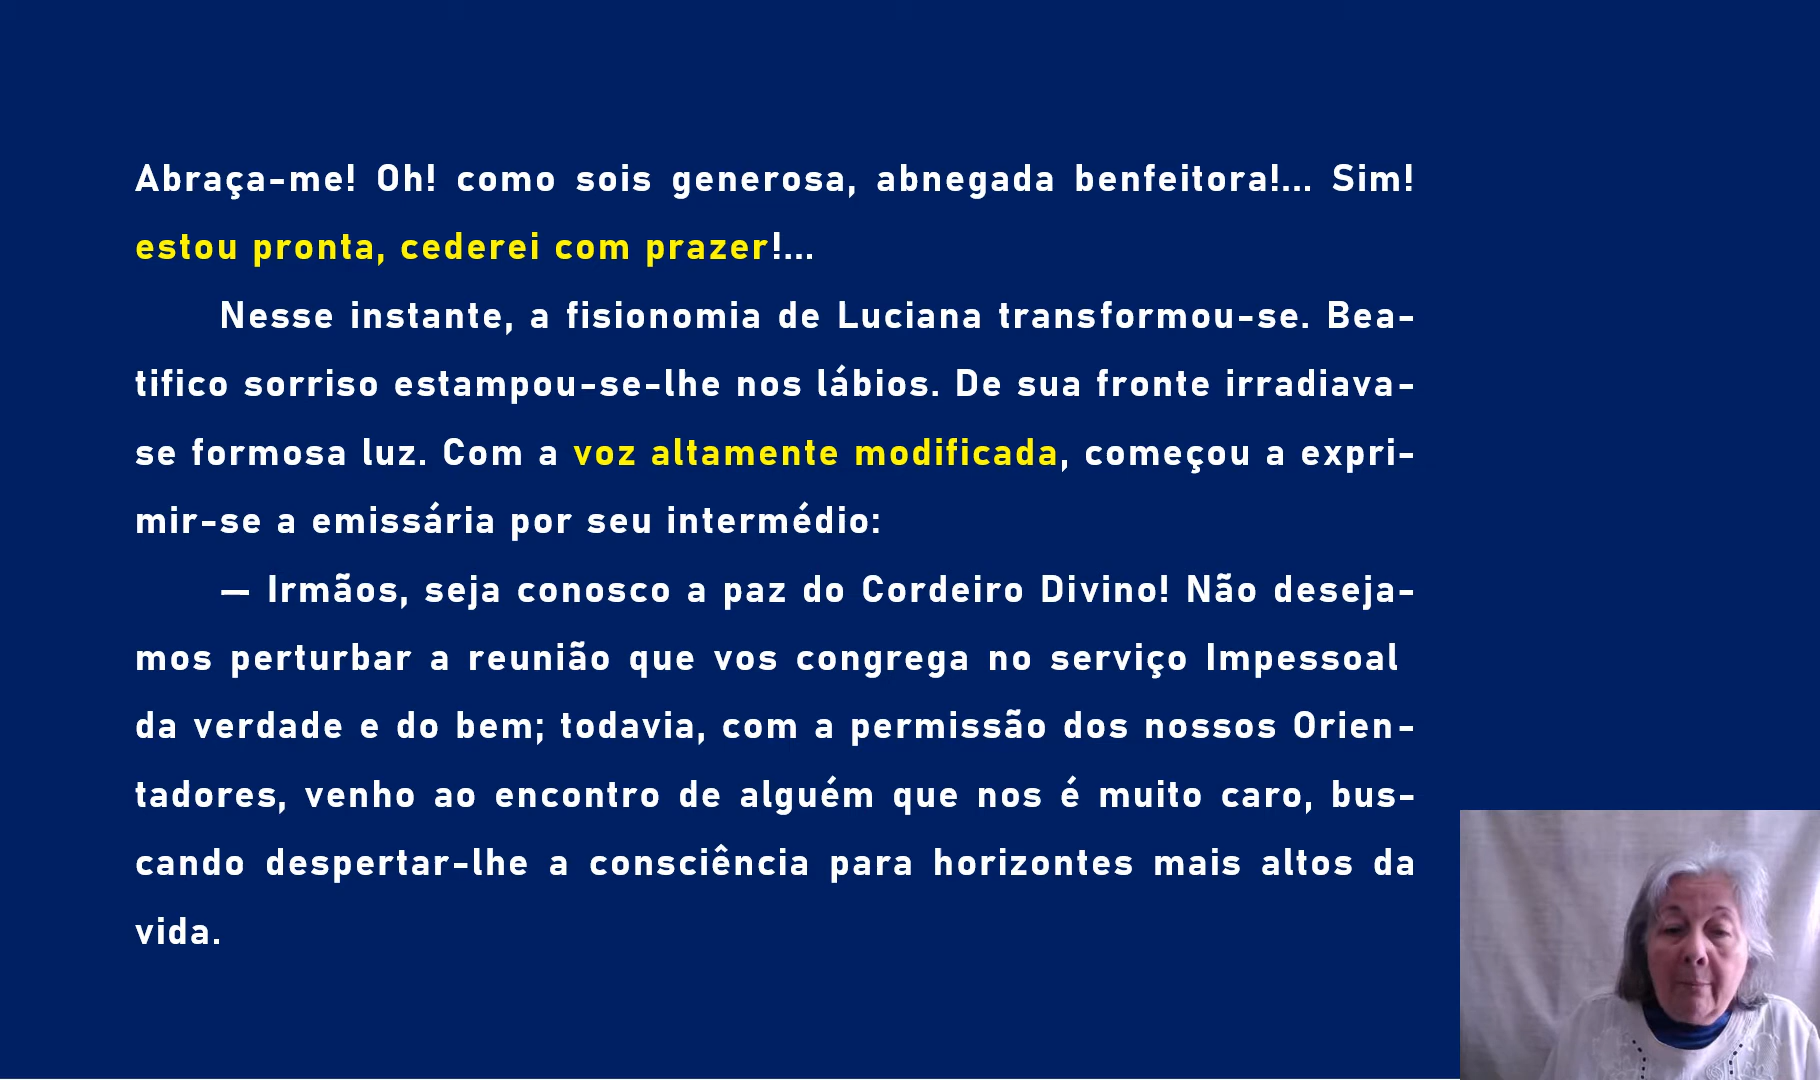 Abraça-me! Oh! como sois generosa, abnegada benfeitora!... Sim!
estou pronta, cederei com prazer!...
Nesse instante, a fisionomia de Luciana transformou-se. Bea-
tifico sorriso estampou-se-lhe nos lábios. De sua fronte irradiava-
se formosa luz. Com a voz altamente modificada, começou a expri-
mir-se a emissária por seu intermédio:
— Irmãos, seja conosco a paz do Cordeiro Divino! Não deseja-
mos perturbar a reunião que vos congrega no serviço Impessoal
da verdade e do bem; todavia, com a permissão dos nossos Orien-
tadores, venho ao encontro de alguém que nos é muito caro, bus-
cando despertar-lhe a consciência para horizontes mais altos da
vida.